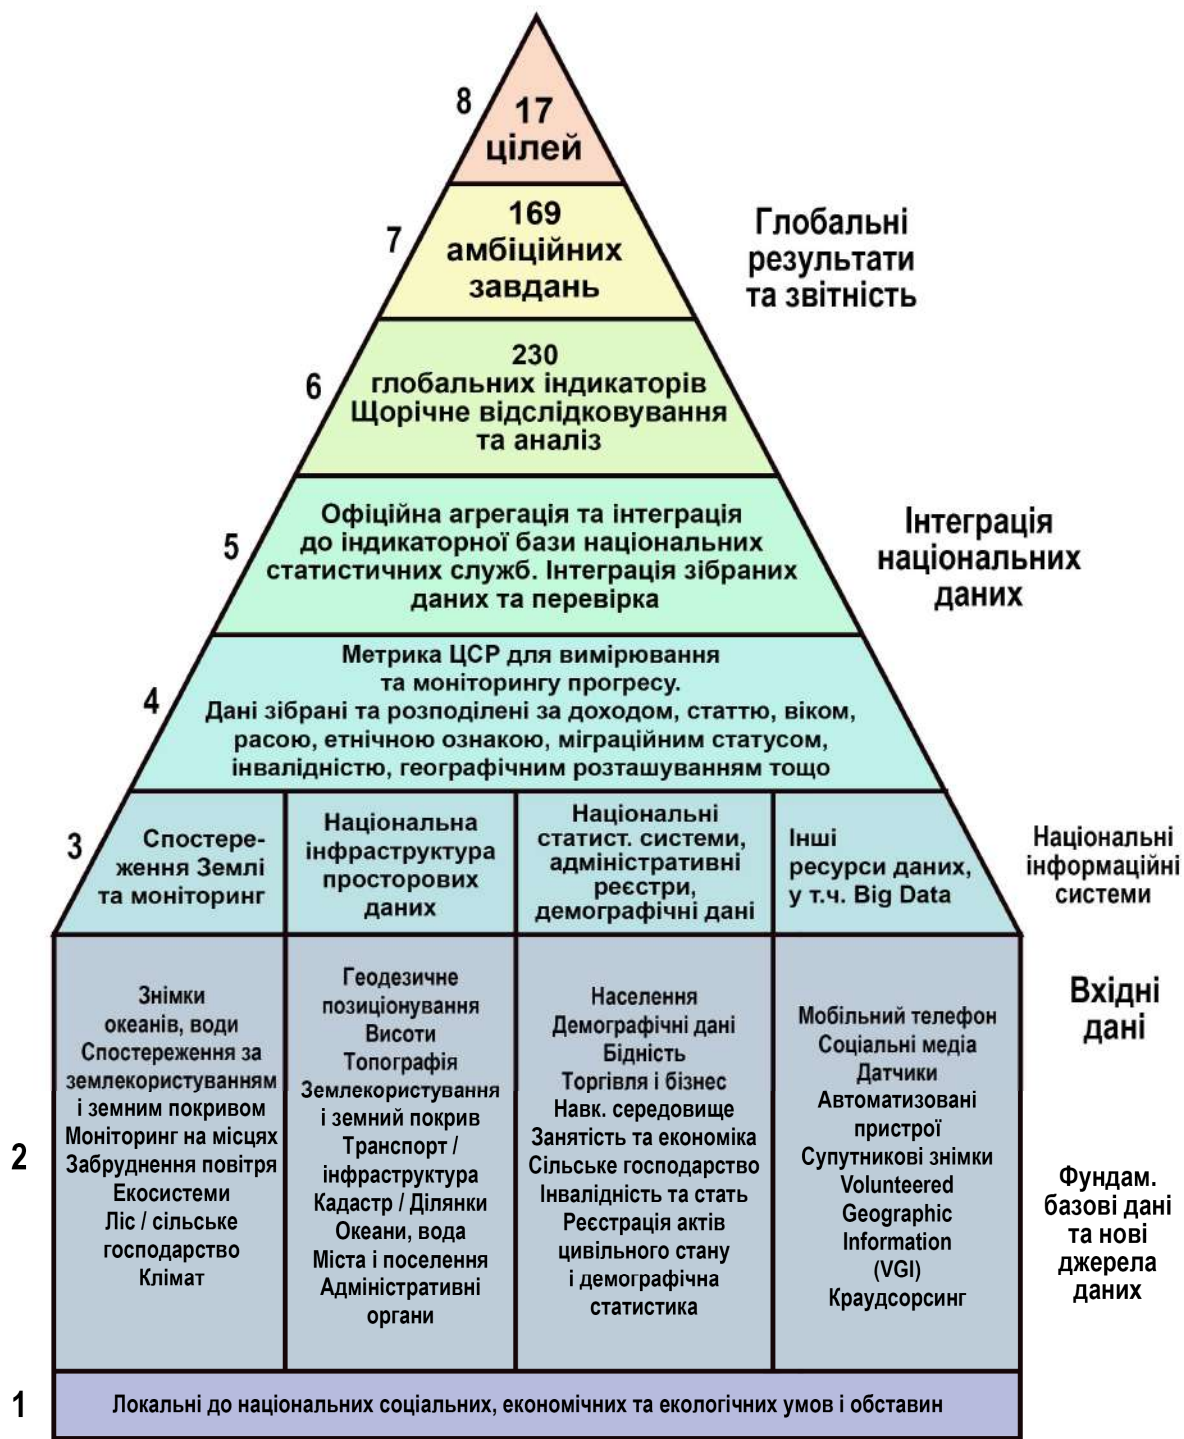 8
17
цілей
7
169
амбіційних
завдань
Глобальні
результати
та звітність
6
230
глобальних індикаторів
Щорічне відслідковування
та аналіз
5
Офіційна агрегація та інтеграція
до індикаторної бази національних
статистичних служб. Інтеграція зібраних
даних та перевірка
Інтеграція
національних
даних
4
Метрика ЦСР для вимірювання
та моніторингу прогресу.
Дані зібрані та розподілені за доходом, статтю, віком,
расою, етнічною ознакою, міграційним статусом,
інвалідністю, географічним розташуванням тощо
3
Спостере-
ження Землі
та моніторинг
Національна
інфраструктура
просторових
даних
Національні
статист. системи,
адміністративні
реєстри,
демографічні дані
Інші
ресурси даних,
у т.ч. Big Data
Національні
інформаційні
системи
2
Знімки
океанів, води
Спостереження за
землекористуванням
і земним покривом
Моніторинг на місцях
Забруднення повітря
Екосистеми
Ліс / сільське
господарство
Клімат
Геодезичне
позиціонування
Висоти
Топографія
Землекористування
і земний покрив
Транспорт /
інфраструктура
Кадастр / Ділянки
Океани, вода
Міста і поселення
Адміністративні
органи
Населення
Демографічні дані
Бідність
Торгівля і бізнес
Навк. середовище
Занятість та економіка
Сільське господарство
Інвалідність та стать
Реєстрація актів
цивільного стану
і демографічна
статистика
Мобільний телефон
Соціальні медіа
Датчики
Автоматизовані
пристрої
Супутникові знімки
Volunteered
Geographic
Information
(VGI)
Краудсорсинг
Вхідні
дані
Фундам.
базові дані
та нові
джерела
даних
1
Локальні до національних соціальних, економічних та екологічних умов і обставин